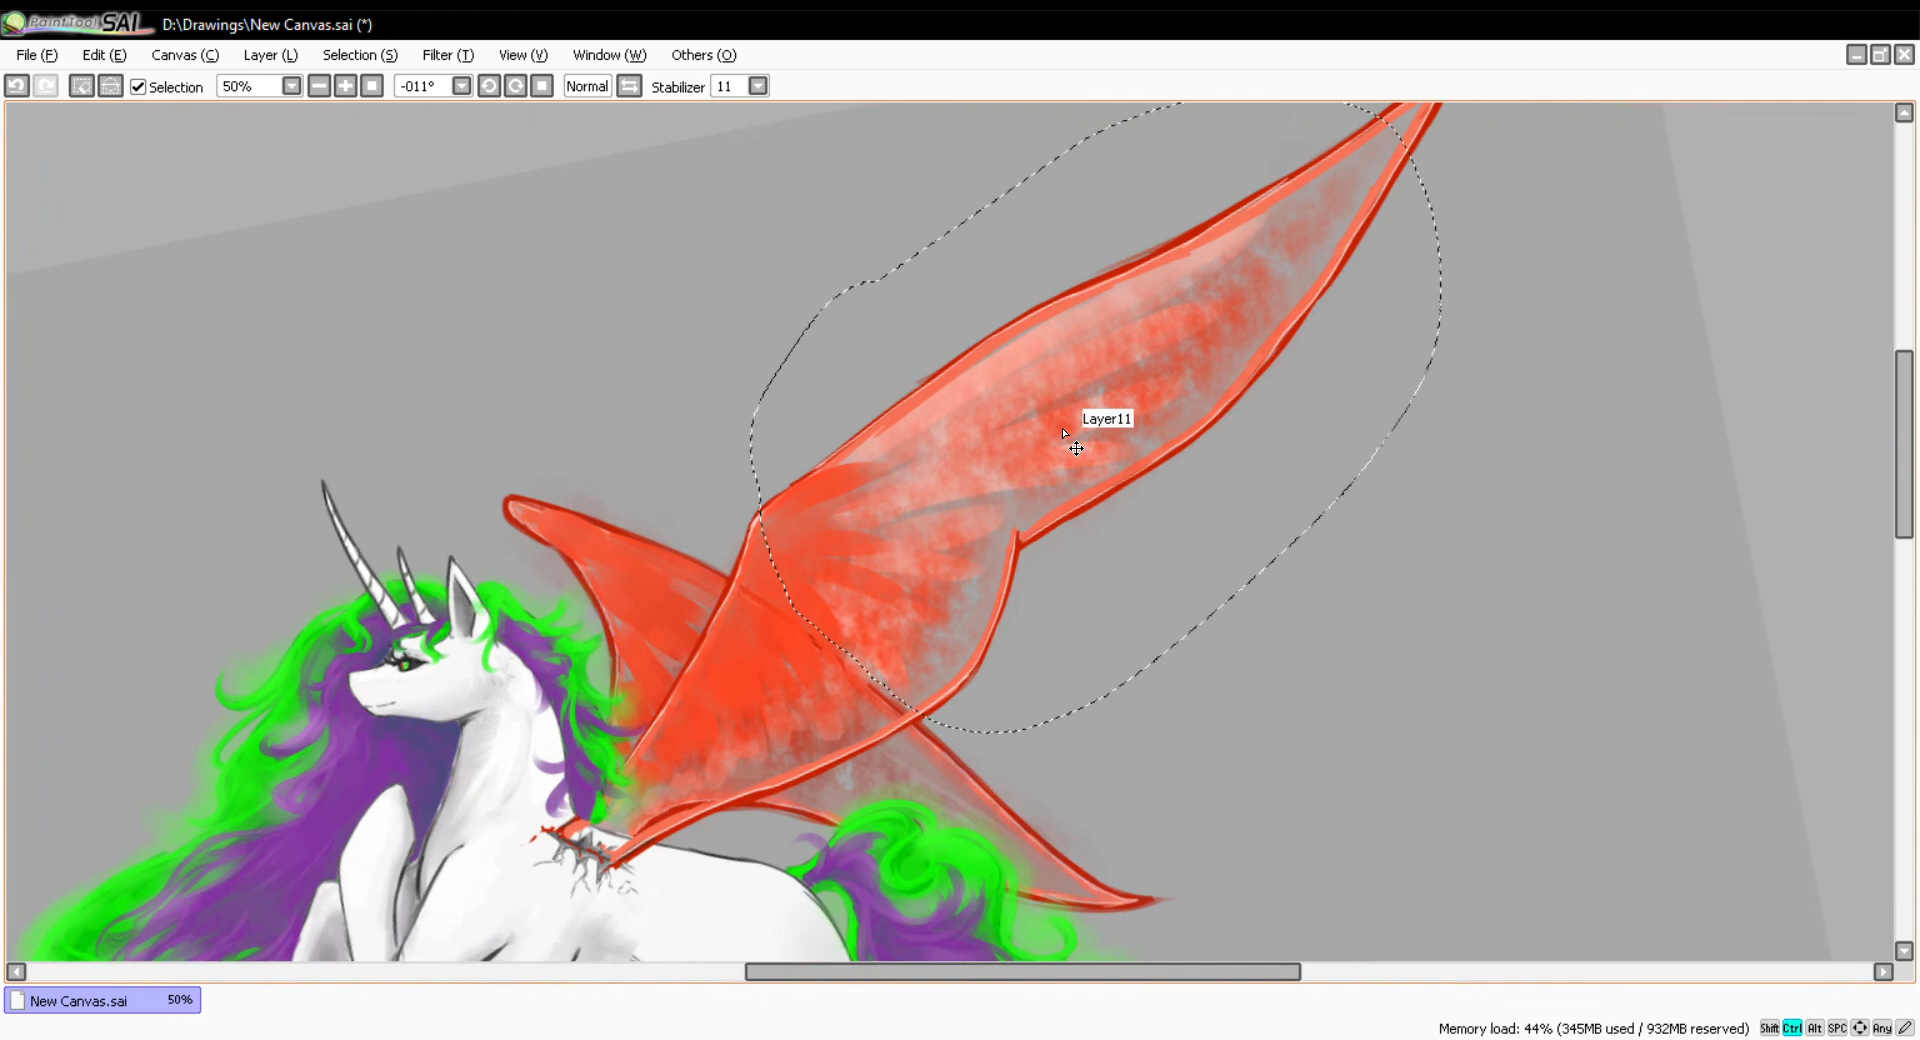 PaintTool SAI D:\Drawings\New Canvas.sai (*)
File (F) Edit (E) Canvas (C) Layer (L) Selection (S) Filter (T) View (V) Window (W) Others (O)
Selection 50% -011° Normal Stabilizer 11
Layer11
New Canvas.sai 50%
Memory load: 44% (345MB used / 932MB reserved) Shift Ctrl Alt SPC Any